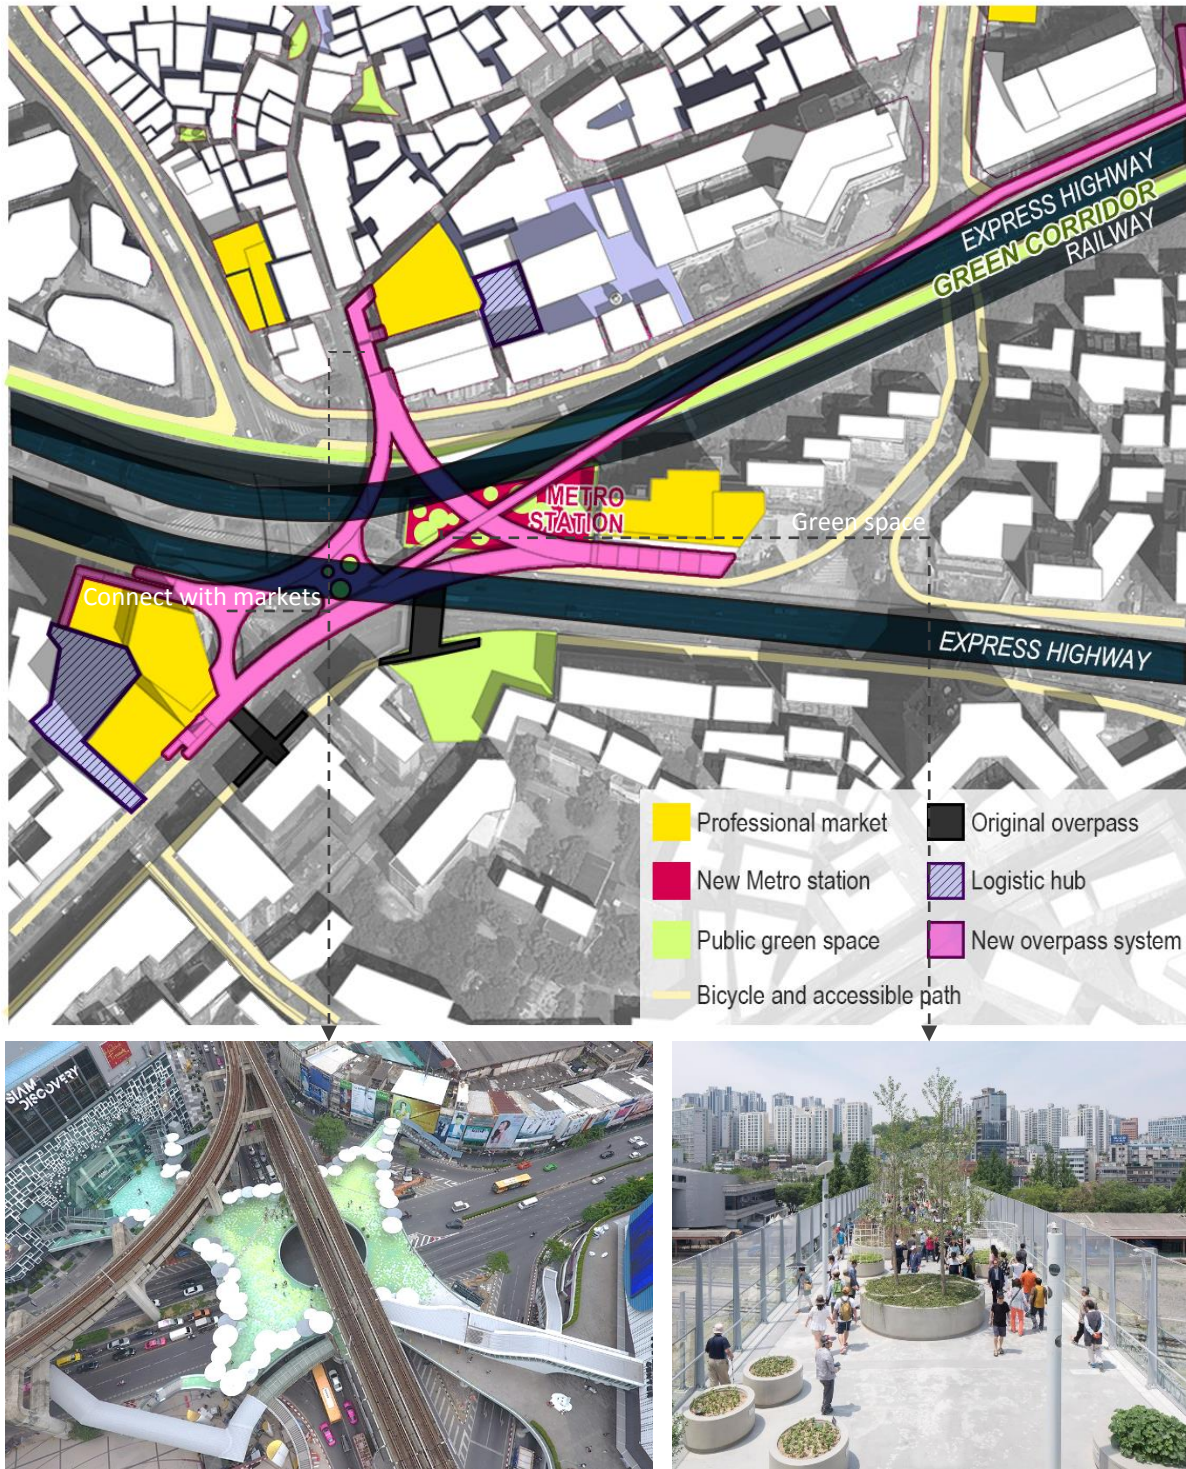 EXPRESS HIGHWAY
GREEN CORRIDOR
RAILWAY
METRO
STATION
Green space
Connect with markets
EXPRESS HIGHWAY
Professional market
Original overpass
New Metro station
Logistic hub
Public green space
New overpass system
Bicycle and accessible path
SIAM
DISCOVERY